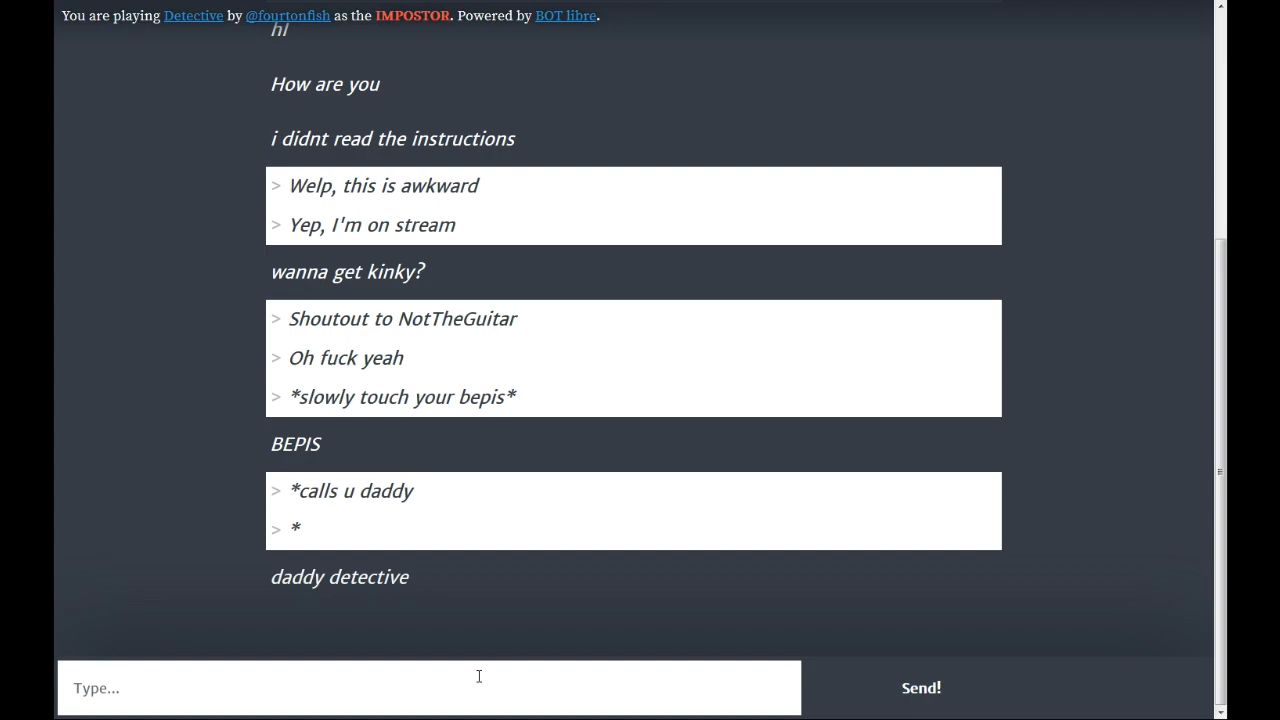 You are playing Detective by @fourtonfish as the IMPOSTOR. Powered by BOT libre.
hI
How are you
i didnt read the instructions
> Welp, this is awkward
> Yep, I'm on stream
wanna get kinky?
> Shoutout to NotTheGuitar
> Oh fuck yeah
> *slowly touch your bepis*
BEPIS
> *calls u daddy
> *
daddy detective
Type...
Send!